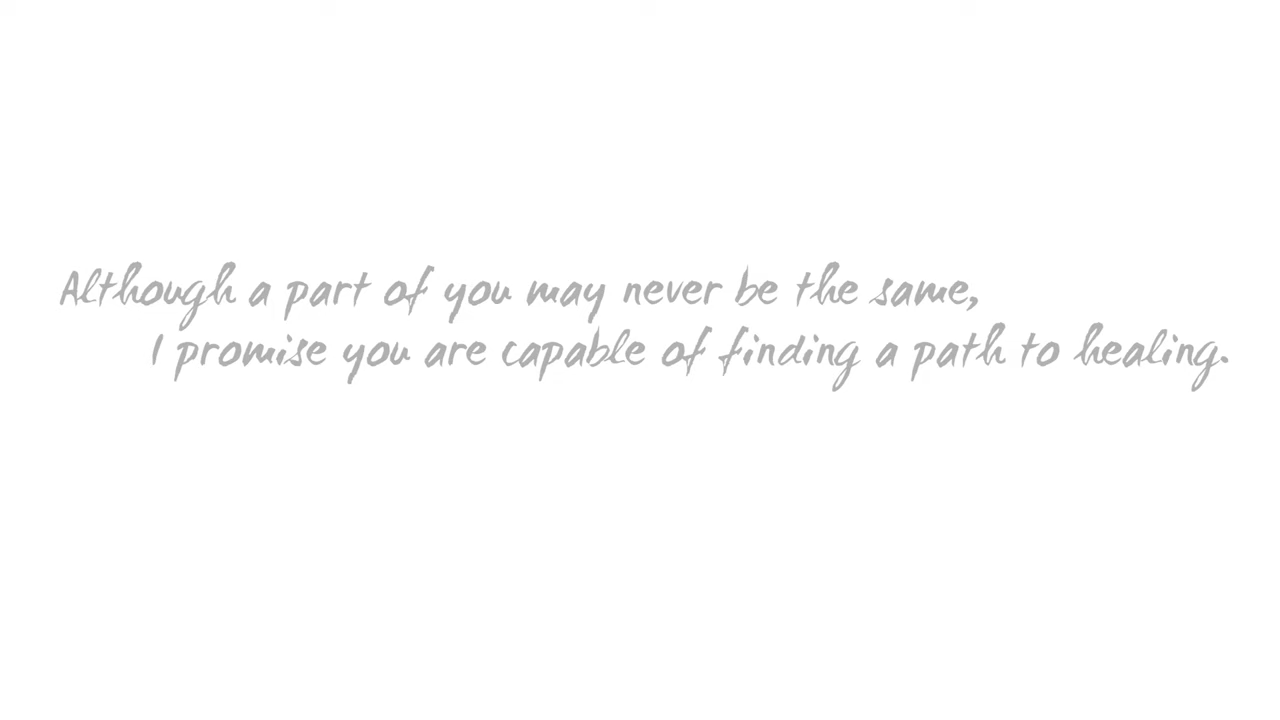 Although a part of you may never be the same,
I promise you are capable of finding a path to healing.